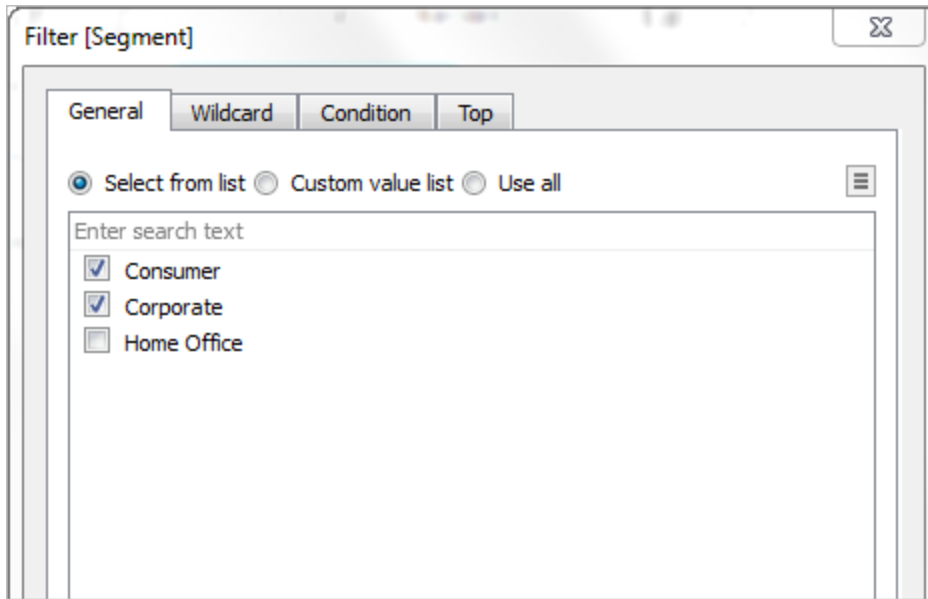 Filter [Segment]
General Wildcard Condition Top
Select from list Custom value list Use all
Enter search text
Consumer
Corporate
Home Office